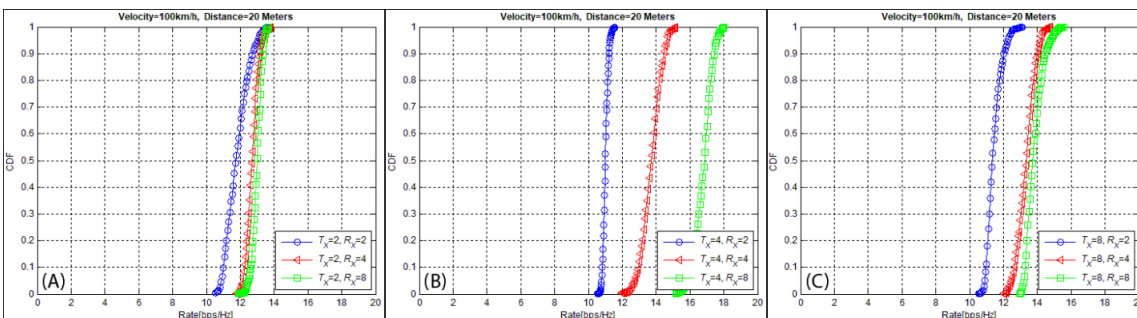 Velocity=100km/h, Distance=20 Meters
1
0.9
0.8
0.7
0.6
0.5
0.4
0.3
0.2
0.1
0
CDF
TX=2, RX=2
TX=2, RX=4
TX=2, RX=8
(A)
0 2 4 6 8 10 12 14 16 18 20
Rate[bps/Hz]
Velocity=100km/h, Distance=20 Meters
1
0.9
0.8
0.7
0.6
0.5
0.4
0.3
0.2
0.1
0
CDF
TX=4, RX=2
TX=4, RX=4
TX=4, RX=8
(B)
0 2 4 6 8 10 12 14 16 18 20
Rate[bps/Hz]
Velocity=100km/h, Distance=20 Meters
1
0.9
0.8
0.7
0.6
0.5
0.4
0.3
0.2
0.1
0
CDF
TX=8, RX=2
TX=8, RX=4
TX=8, RX=8
(C)
0 2 4 6 8 10 12 14 16 18 20
Rate[bps/Hz]